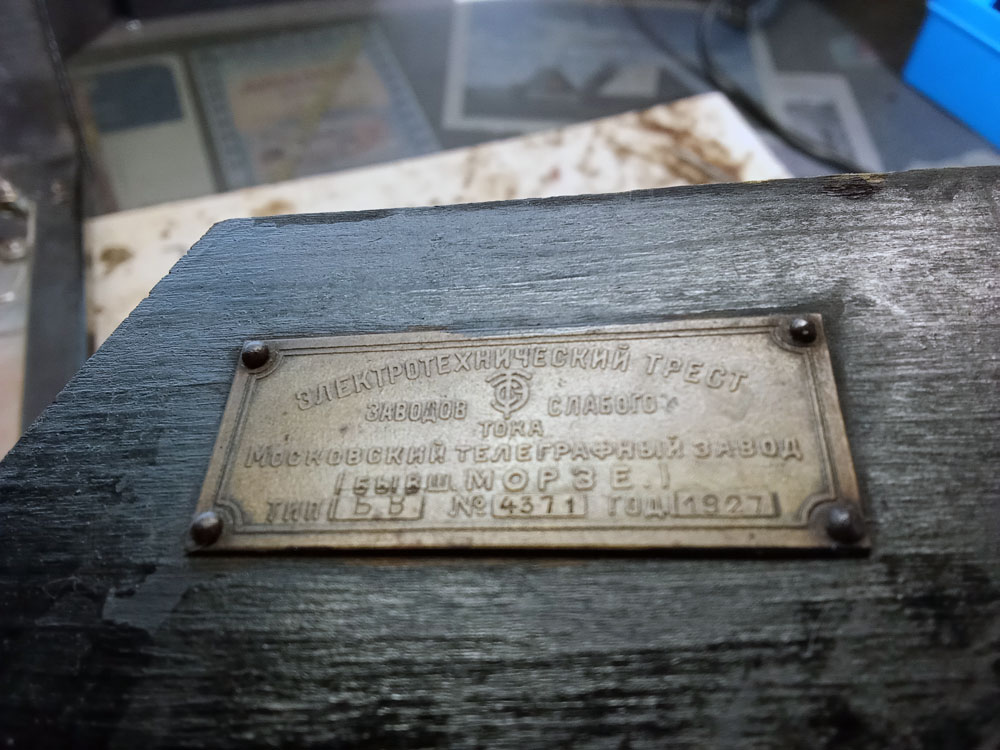 ЭЛЕКТРОТЕХНИЧЕСКИЙ ТРЕСТ
ЗАВОДОВ СЛАБОГО
ТОКА
МОСКОВСКИЙ ТЕЛЕГРАФНЫЙ ЗАВОД
БЫВШ. МОРЗЕ.
ТИП Б.В № 4371 ГОД 1927